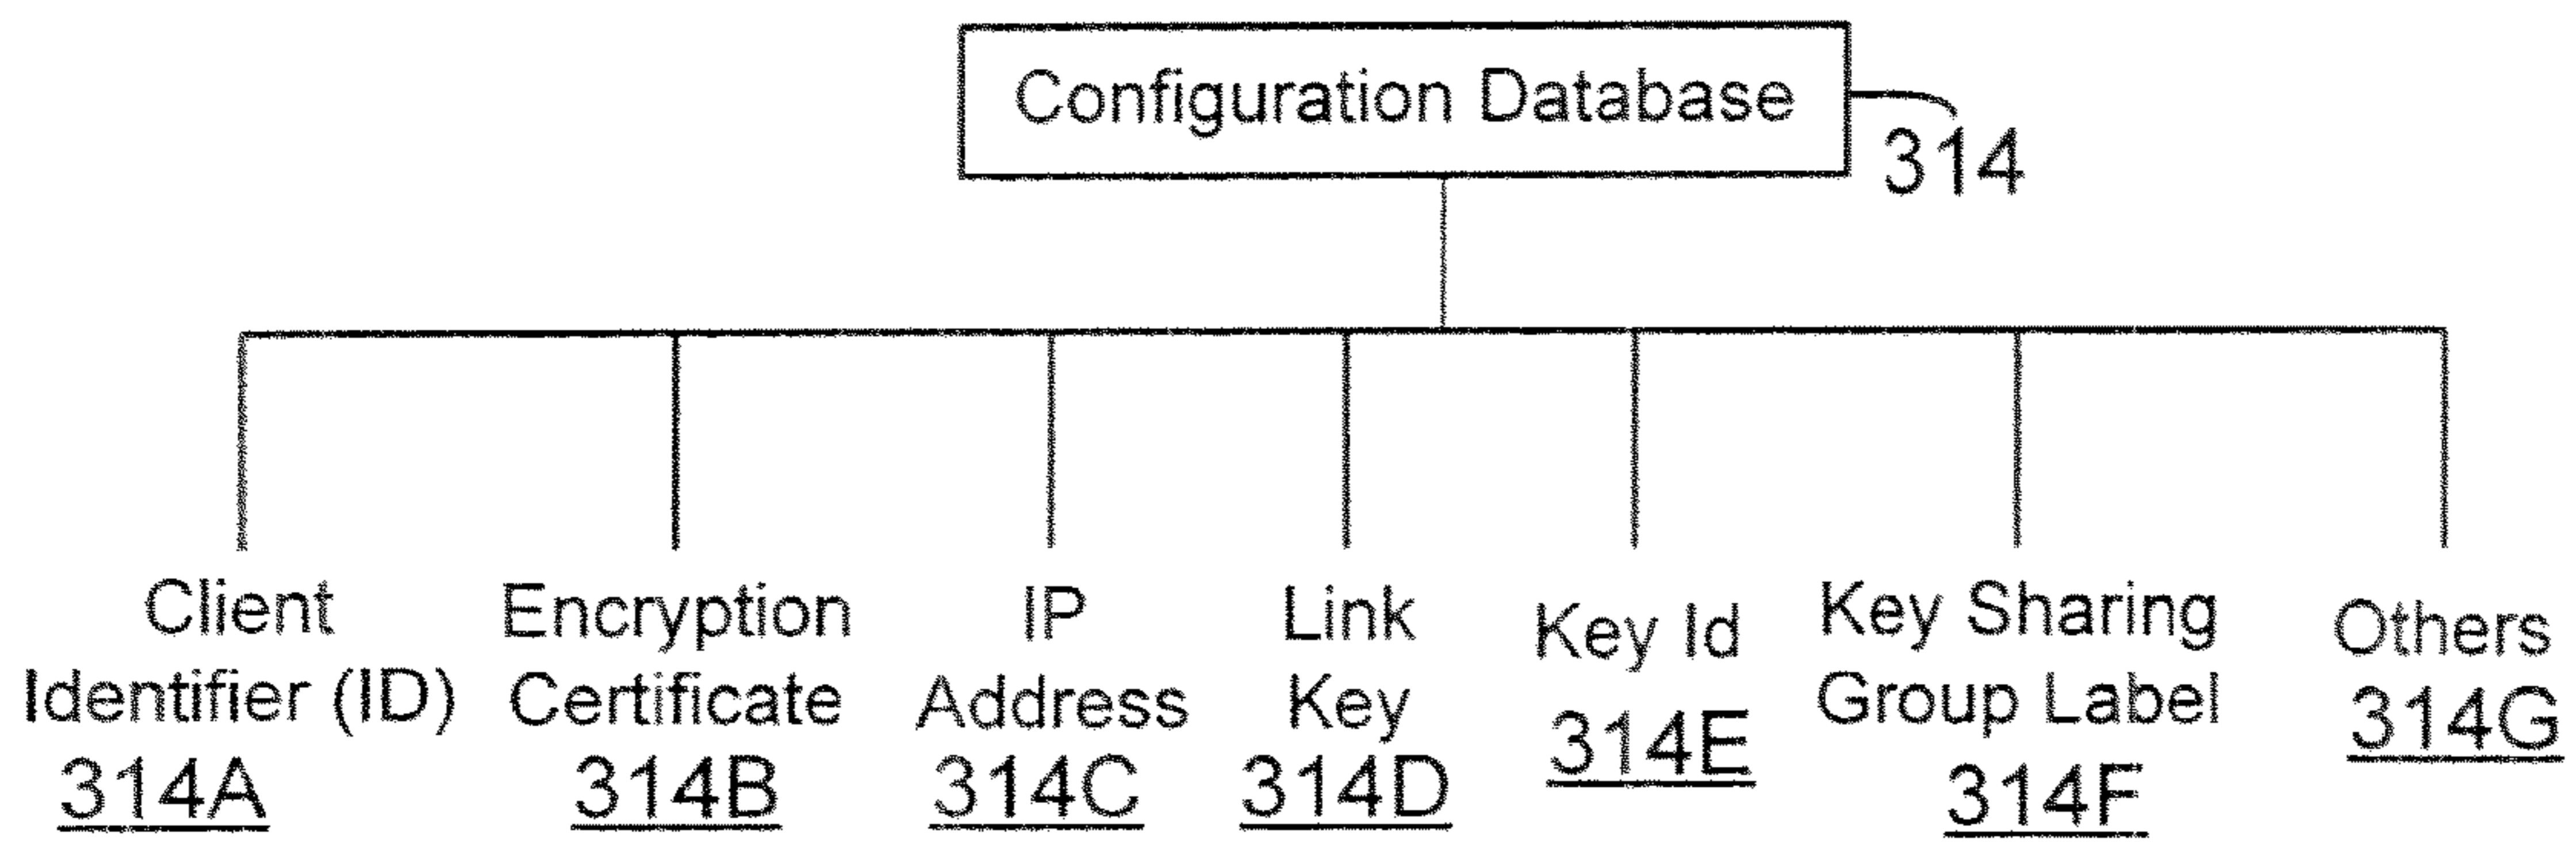 Configuration Database
314
Client
Identifier (ID)
314A
Encryption
Certificate
314B
IP
Address
314C
Link
Key
314D
Key Id
314E
Key Sharing
Group Label
314F
Others
314G